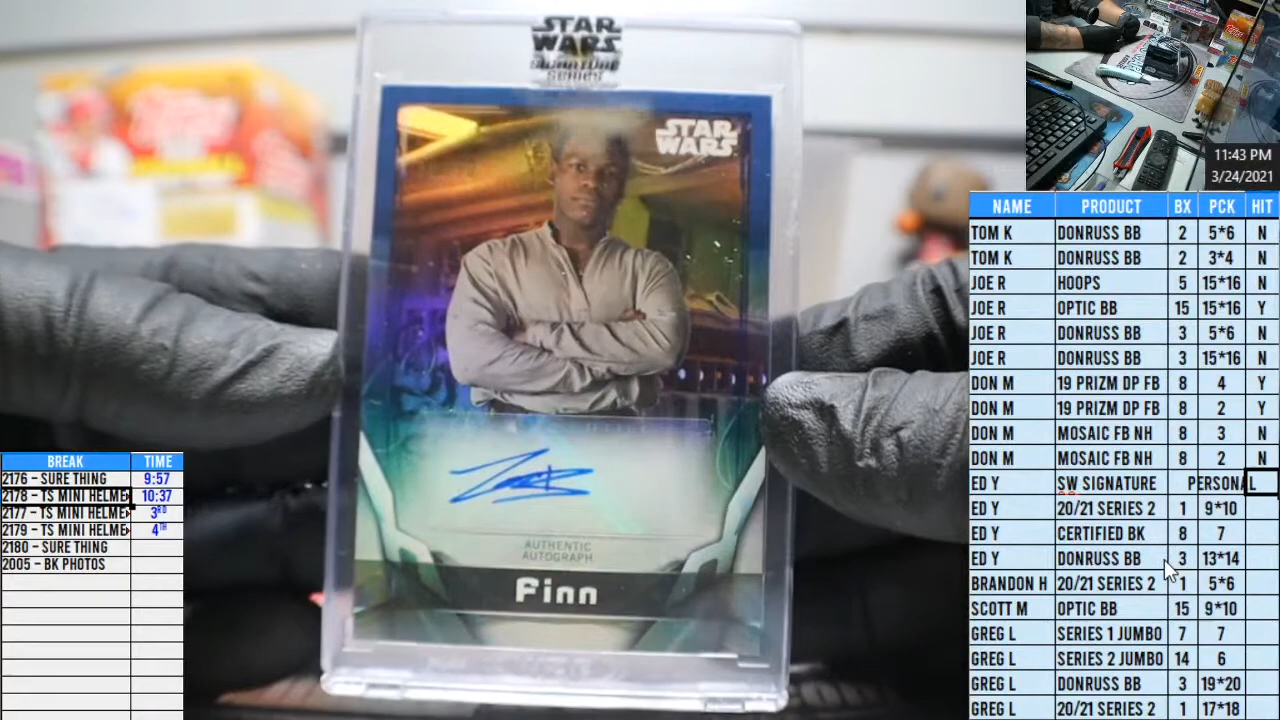 STAR
WARS
SIGNATURE
SERIES
STAR
WARS
AUTHENTIC
AUTOGRAPH
Finn
11:43 PM
3/24/2021
NAME PRODUCT BX PCK HIT
TOM K DONRUSS BB 2 5*6 N
TOM K DONRUSS BB 2 3*4 N
JOE R HOOPS 5 15*16 N
JOE R OPTIC BB 15 15*16 Y
JOE R DONRUSS BB 3 5*6 N
JOE R DONRUSS BB 3 15*16 N
DON M 19 PRIZM DP FB 8 4 Y
DON M 19 PRIZM DP FB 8 2 Y
DON M MOSAIC FB NH 8 3 N
DON M MOSAIC FB NH 8 2 N
ED Y SW SIGNATURE PERSONAL
ED Y 20/21 SERIES 2 1 9*10
ED Y CERTIFIED BK 8 7
ED Y DONRUSS BB 3 13*14
BRANDON H 20/21 SERIES 2 1 5*6
SCOTT M OPTIC BB 15 9*10
GREG L SERIES 1 JUMBO 7 7
GREG L SERIES 2 JUMBO 14 6
GREG L DONRUSS BB 3 19*20
GREG L 20/21 SERIES 2 1 17*18
BREAK TIME
2176 – SURE THING 9:57
2178 – TS MINI HELME 10:37
2177 – TS MINI HELME 3RD
2179 – TS MINI HELME 4TH
2180 – SURE THING
2005 – BK PHOTOS